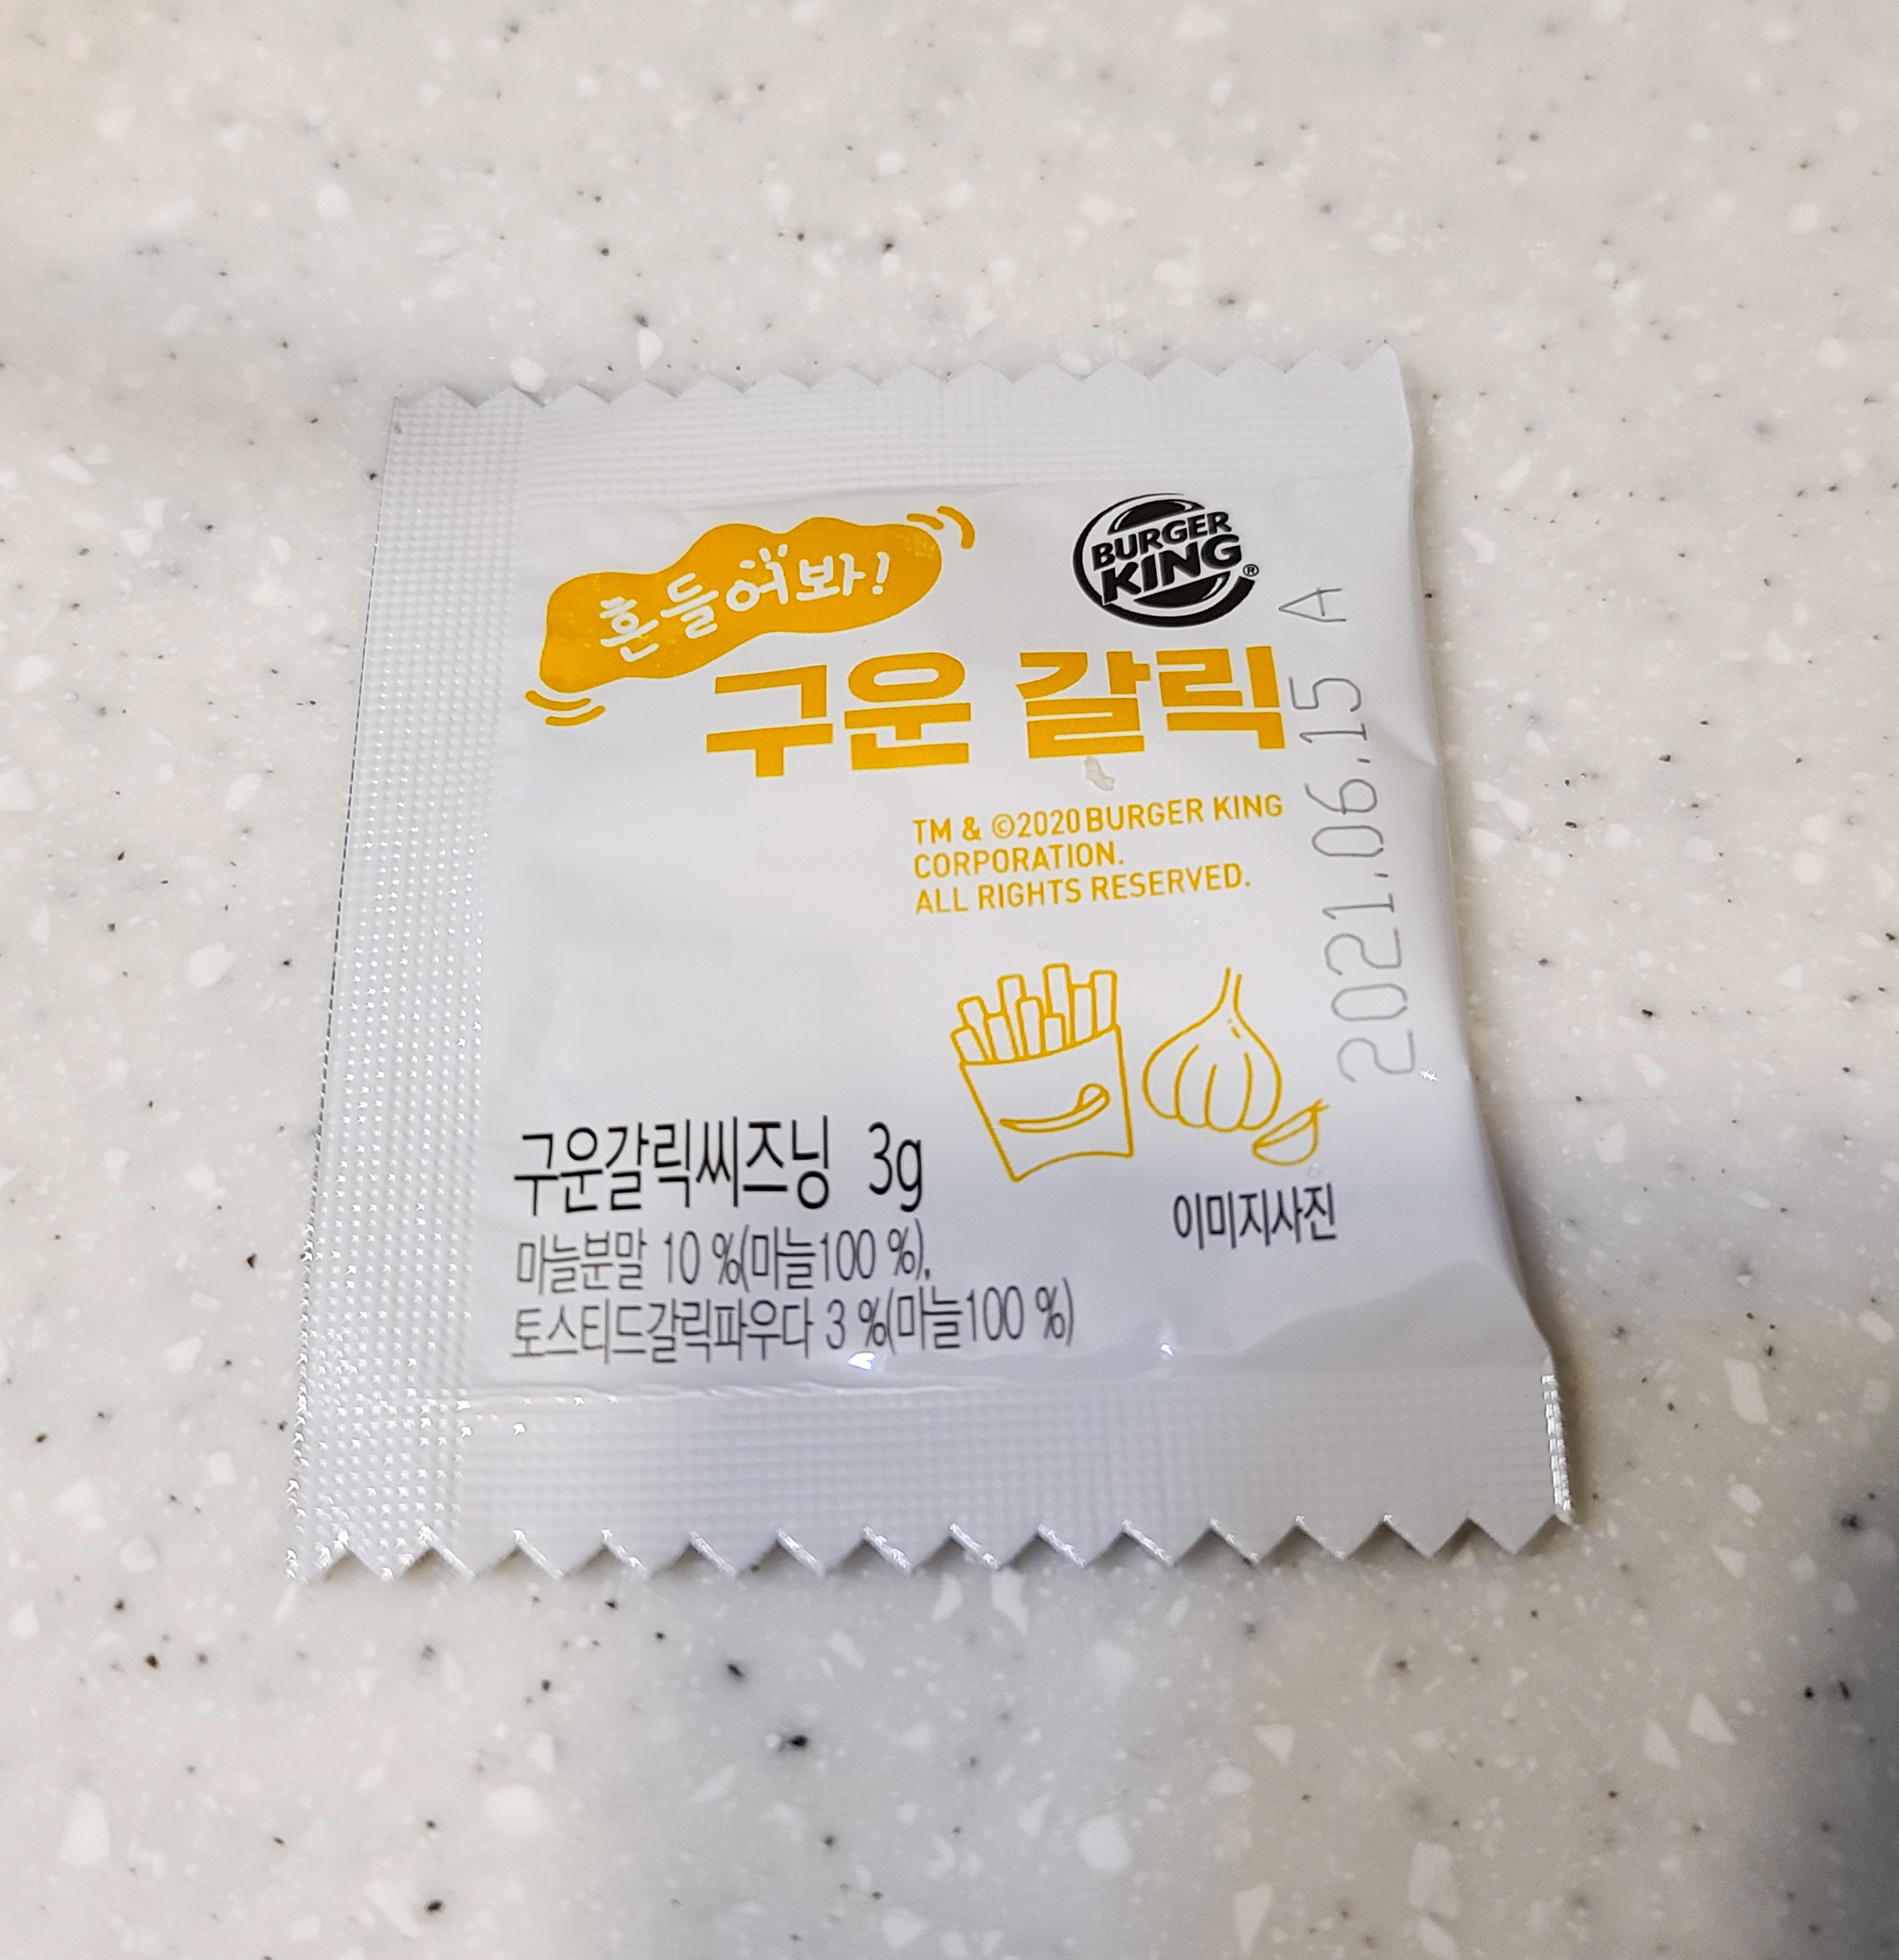 흔들어봐!
BURGER
KING®
구운 갈릭
TM & ©2020 BURGER KING
CORPORATION.
ALL RIGHTS RESERVED.
2021.06.15 A
구운갈릭씨즈닝 3g
마늘분말 10 %(마늘100 %),
토스티드갈릭파우다 3 %(마늘100 %)
이미지사진